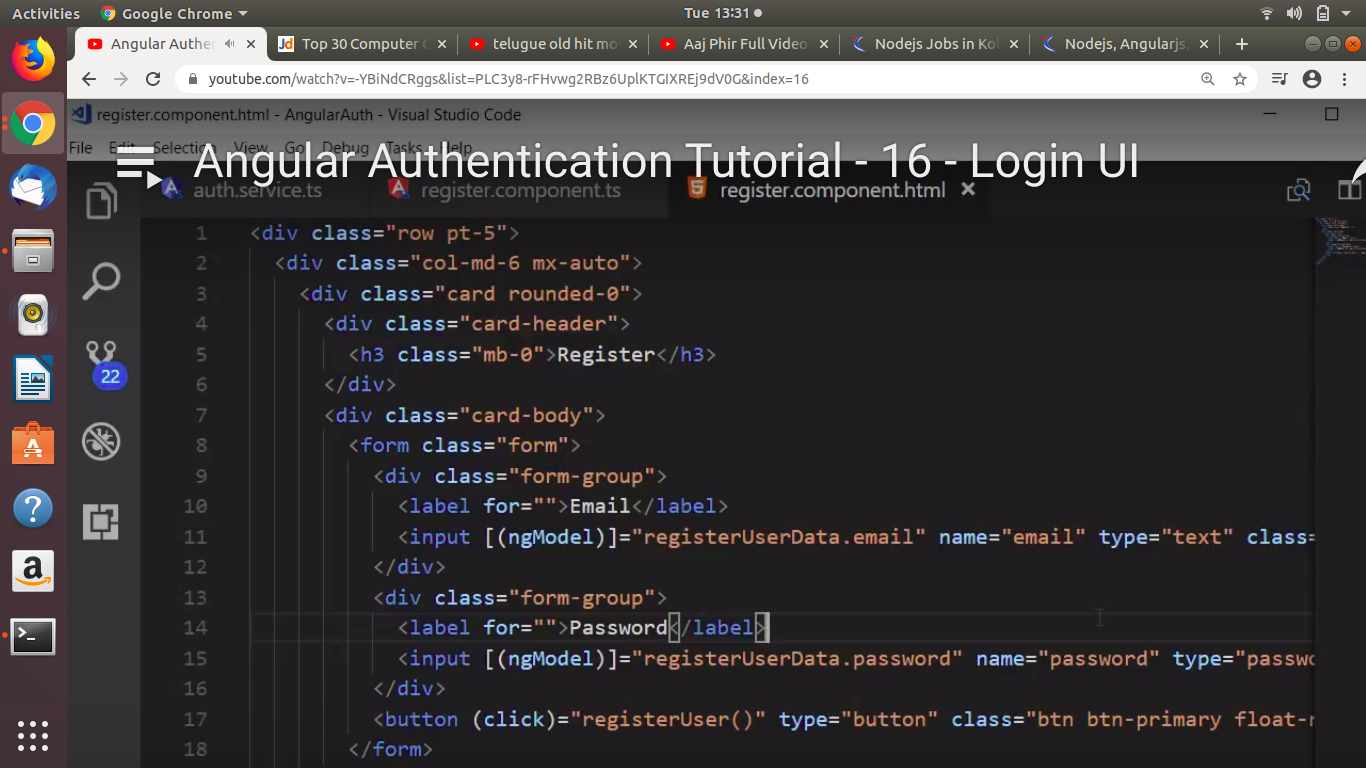 Activities Google Chrome Tue 13:31
Angular Auther Top 30 Computer C telugue old hit mo Aaj Phir Full Video Nodejs Jobs in Kol Nodejs, Angularjs,
youtube.com/watch?v=-YBiNdCRggs&list=PLC3y8-rFHvwg2RBz6UplKTGIXREj9dV0G&index=16
register.component.html - AngularAuth - Visual Studio Code
File Edit Selection View Go Debug Tasks Help
Angular Authentication Tutorial - 16 - Login UI
auth.service.ts register.component.ts register.component.html
1 <div class="row pt-5">
2 <div class="col-md-6 mx-auto">
3 <div class="card rounded-0">
4 <div class="card-header">
5 <h3 class="mb-0">Register</h3>
6 </div>
7 <div class="card-body">
8 <form class="form">
9 <div class="form-group">
10 <label for="">Email</label>
11 <input [(ngModel)]="registerUserData.email" name="email" type="text" class=
12 </div>
13 <div class="form-group">
14 <label for="">Password</label>
15 <input [(ngModel)]="registerUserData.password" name="password" type="passwo
16 </div>
17 <button (click)="registerUser()" type="button" class="btn btn-primary float-r
18 </form>
22